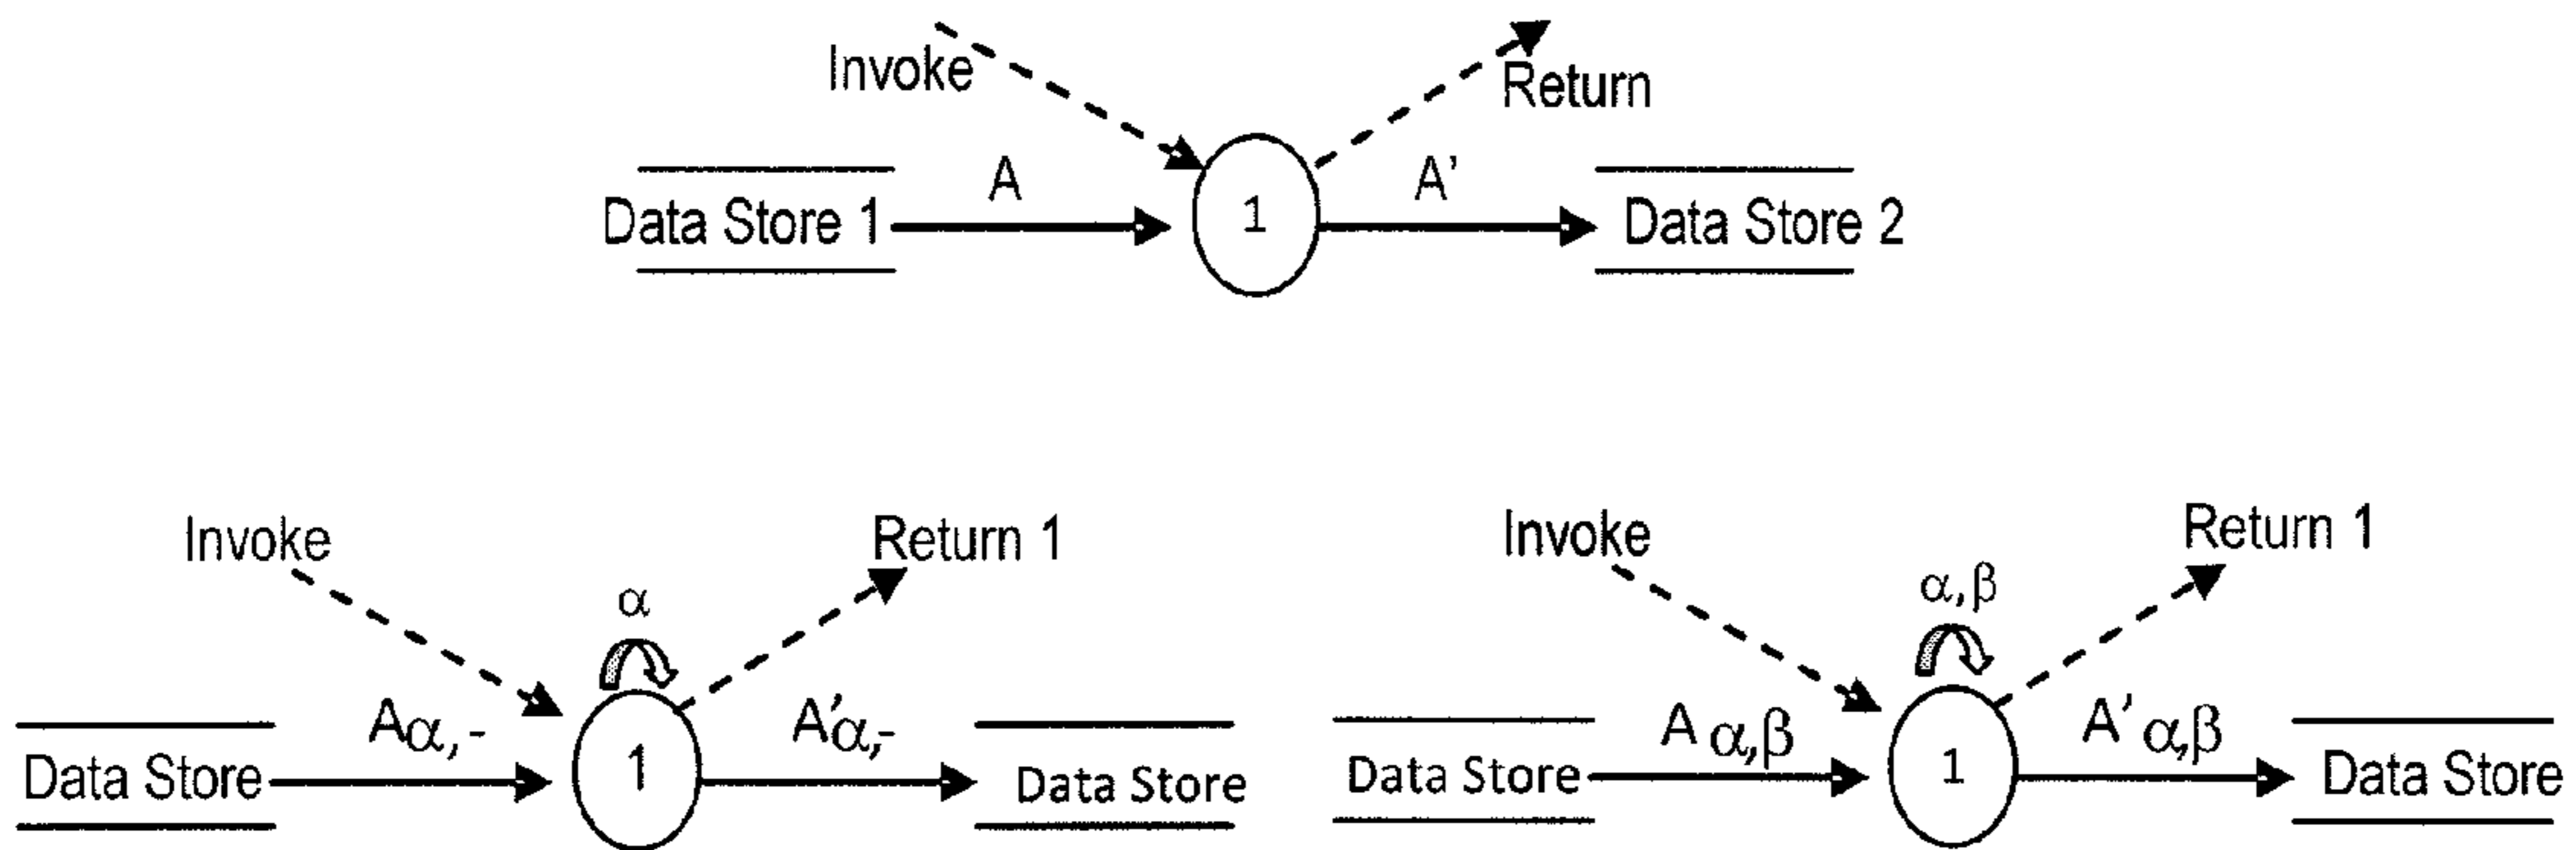 Invoke
Return
A
A'
Data Store 1
1
Data Store 2
Invoke
Return 1
α
Aα,-
A'α,-
Data Store
1
Data Store
Invoke
Return 1
α,β
A α,β
A' α,β
Data Store
1
Data Store